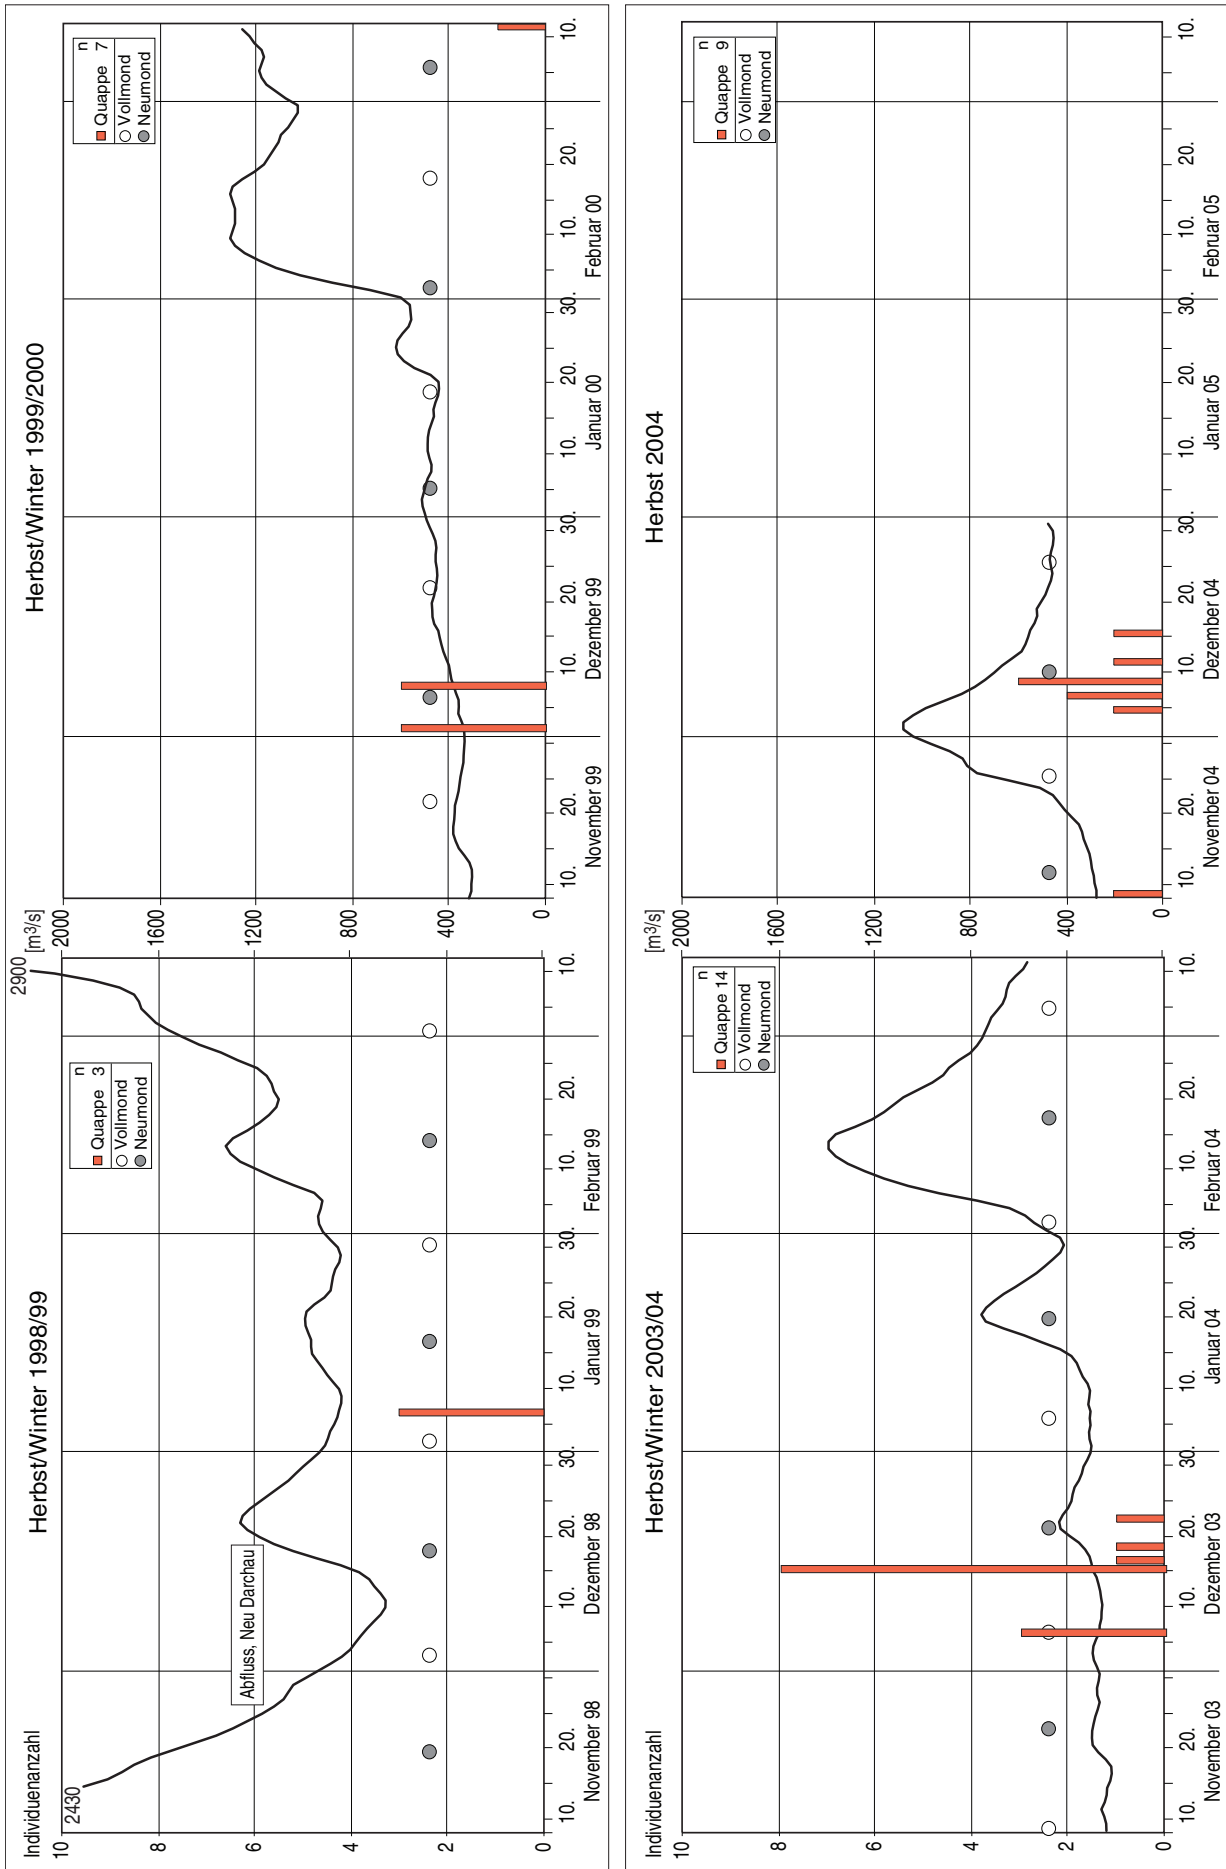 Herbst/Winter 1998/99
Individuenanzahl
10
8
6
4
2
0
2430
2900
Abfluss, Neu Darchau
n
Quappe 3
Vollmond
Neumond
10. 20. 10. 20. 30. 10. 20. 30. 10. 20. 10.
November 98 Dezember 98 Januar 99 Februar 99
Herbst/Winter 1999/2000
[m³/s]
2000
1600
1200
800
400
0
n
Quappe 7
Vollmond
Neumond
10. 20. 10. 20. 30. 10. 20. 30. 10. 20. 10.
November 99 Dezember 99 Januar 00 Februar 00
Herbst/Winter 2003/04
Individuenanzahl
10
8
6
4
2
0
n
Quappe 14
Vollmond
Neumond
10. 20. 10. 20. 30. 10. 20. 30. 10. 20. 10.
November 03 Dezember 03 Januar 04 Februar 04
Herbst 2004
[m³/s]
2000
1600
1200
800
400
0
n
Quappe 9
Vollmond
Neumond
10. 20. 10. 20. 30. 10. 20. 30. 10. 20. 10.
November 04 Dezember 04 Januar 05 Februar 05